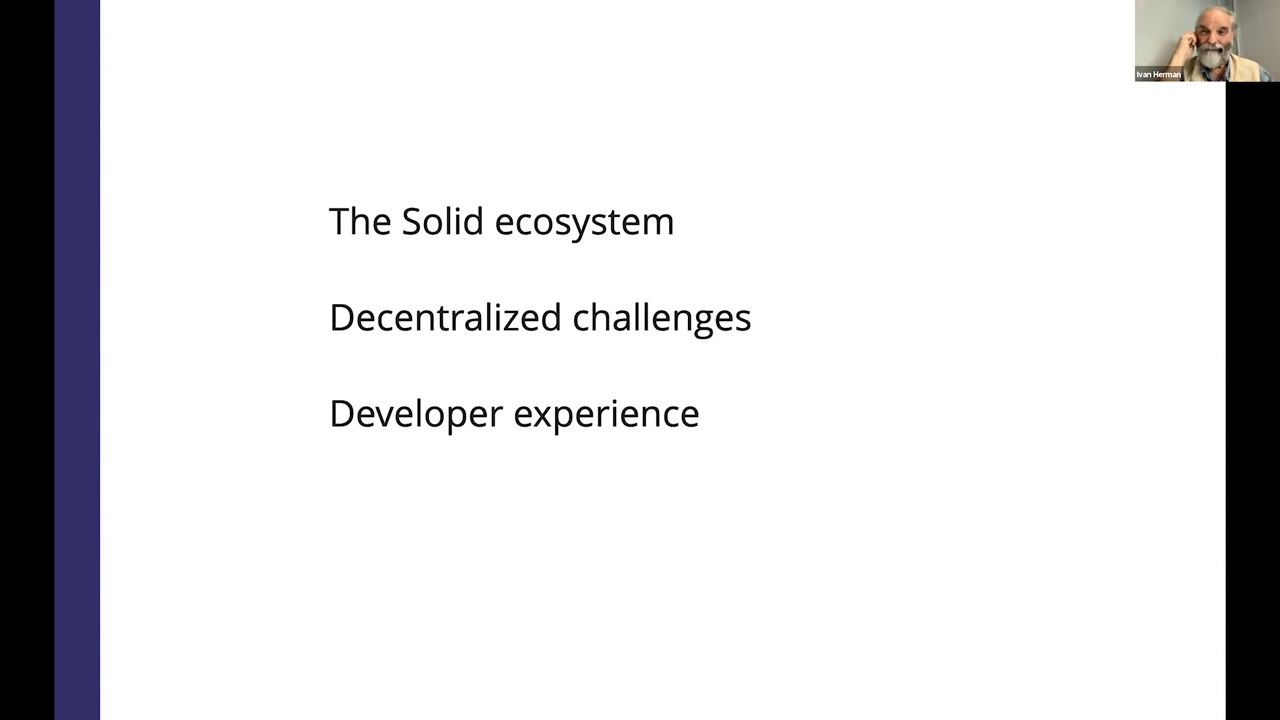 Ivan Herman
The Solid ecosystem
Decentralized challenges
Developer experience